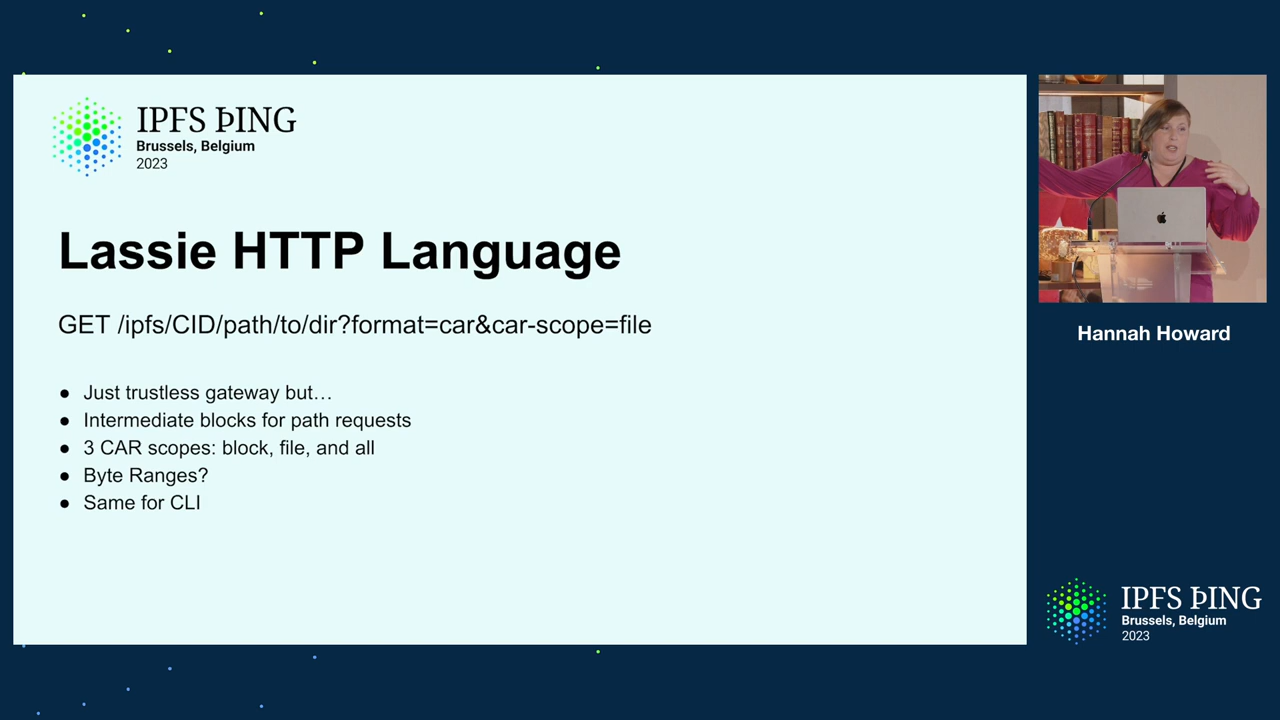 IPFS ÞING
Brussels, Belgium
2023
Lassie HTTP Language
GET /ipfs/CID/path/to/dir?format=car&car-scope=file
● Just trustless gateway but…
● Intermediate blocks for path requests
● 3 CAR scopes: block, file, and all
● Byte Ranges?
● Same for CLI
Hannah Howard
IPFS ÞING
Brussels, Belgium
2023